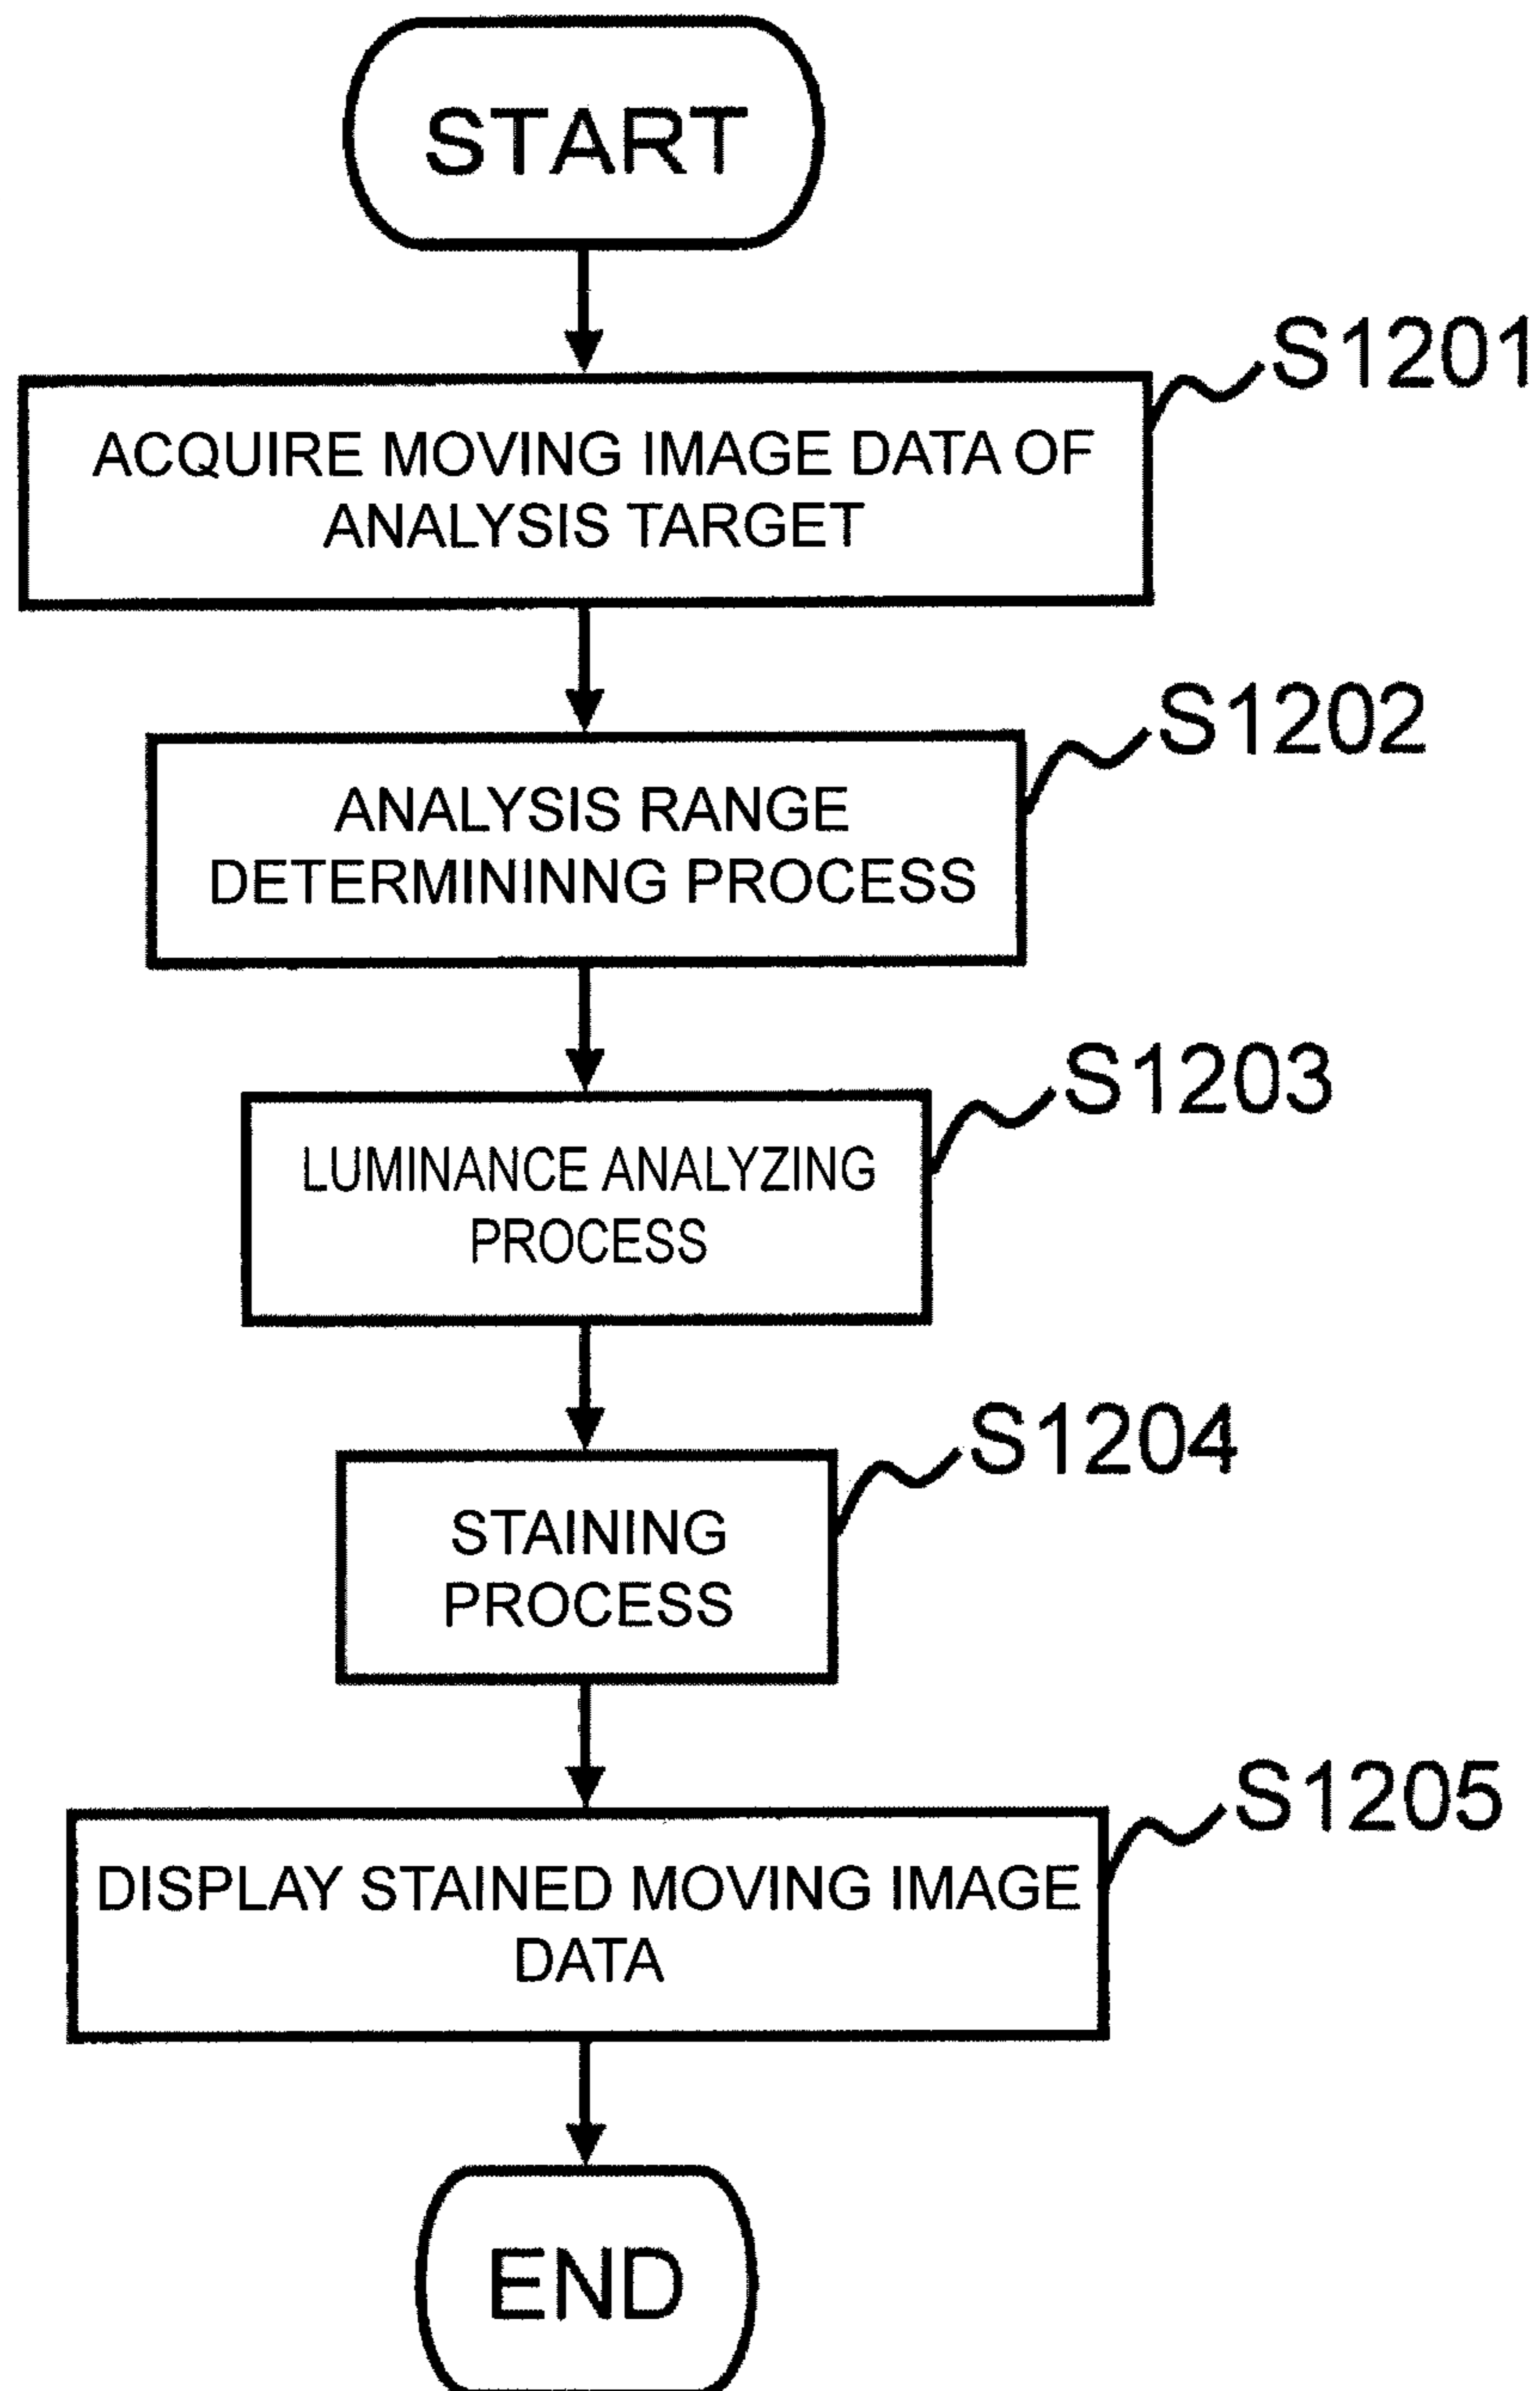 START
S1201
ACQUIRE MOVING IMAGE DATA OF
ANALYSIS TARGET
S1202
ANALYSIS RANGE
DETERMININNG PROCESS
S1203
LUMINANCE ANALYZING
PROCESS
S1204
STAINING
PROCESS
S1205
DISPLAY STAINED MOVING IMAGE
DATA
END